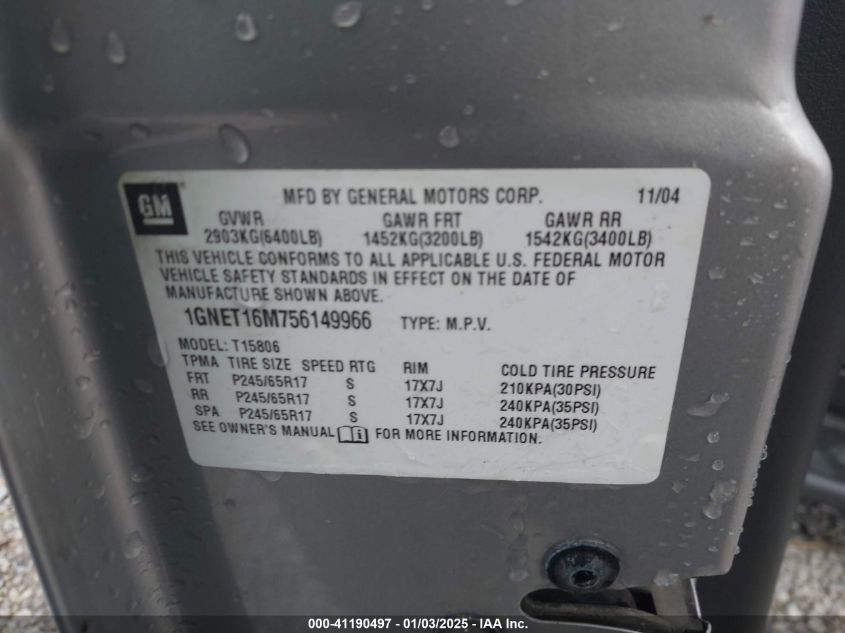 GM
MFD BY GENERAL MOTORS CORP. 11/04
GVWR GAWR FRT GAWR RR
2903KG(6400LB) 1452KG(3200LB) 1542KG(3400LB)
THIS VEHICLE CONFORMS TO ALL APPLICABLE U.S. FEDERAL MOTOR
VEHICLE SAFETY STANDARDS IN EFFECT ON THE DATE OF
MANUFACTURE SHOWN ABOVE.
1GNET16M756149966 TYPE: M.P.V.
MODEL: T15806
TPMA TIRE SIZE SPEED RTG RIM COLD TIRE PRESSURE
FRT P245/65R17 S 17X7J 210KPA(30PSI)
RR P245/65R17 S 17X7J 240KPA(35PSI)
SPA P245/65R17 S 17X7J 240KPA(35PSI)
SEE OWNER'S MANUAL FOR MORE INFORMATION.
000-41190497 - 01/03/2025 - IAA Inc.